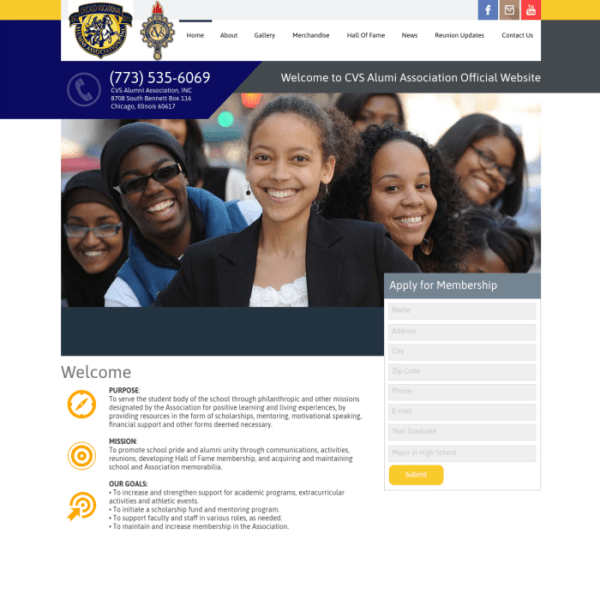 CHICAGO VOCATIONAL
CVS
You
Home
About
Gallery
Merchandise
Hall Of Fame
News
Reunion Updates
Contact Us
(773) 535-6069
CVS Alumni Association, INC
8708 South Bennett Box 116
Chicago, Illinois 60617
Welcome to CVS Alumi Association Official Website
Apply for Membership
Name
Address
City
Zip Code
Phone
E-mail
Year Graduate
Major in High School
Submit
Welcome
PURPOSE:
To serve the student body of the school through philanthropic and other missions
designated by the Association for positive learning and living experiences, by
providing resources in the form of scholarships, mentoring, motivational speaking,
financial support and other forms deemed necessary.
MISSION:
To promote school pride and alumni unity through communications, activities,
reunions, developing Hall of Fame membership, and acquiring and maintaining
school and Association memorabilia.
OUR GOALS:
• To increase and strengthen support for academic programs, extracurricular
activities and athletic events.
• To initiate a scholarship fund and mentoring program.
• To support faculty and staff in various roles, as needed.
• To maintain and increase membership in the Association.